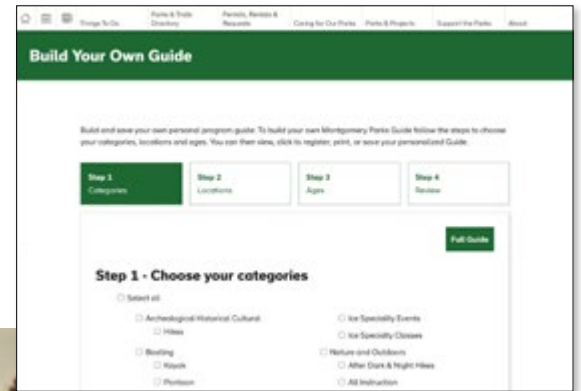 Things To Do
Parks & Trails Directory
Permits, Rentals & Requests
Caring for Our Parks
Parks & Projects
Support the Parks
About
Build Your Own Guide
Build and save your own personal program guide. To build your own Montgomery Parks Guide follow the steps to choose
your categories, locations and ages. You can then view, click to register, print, or save your personalized Guide.
Step 1
Categories
Step 2
Locations
Step 3
Ages
Step 4
Review
Full Guide
Step 1 - Choose your categories
Select all
Archeological Historical Cultural
Hikes
Boating
Kayak
Pontoon
Ice Speciality Events
Ice Specialty Classes
Nature and Outdoors
After Dark & Night Hikes
All Instruction